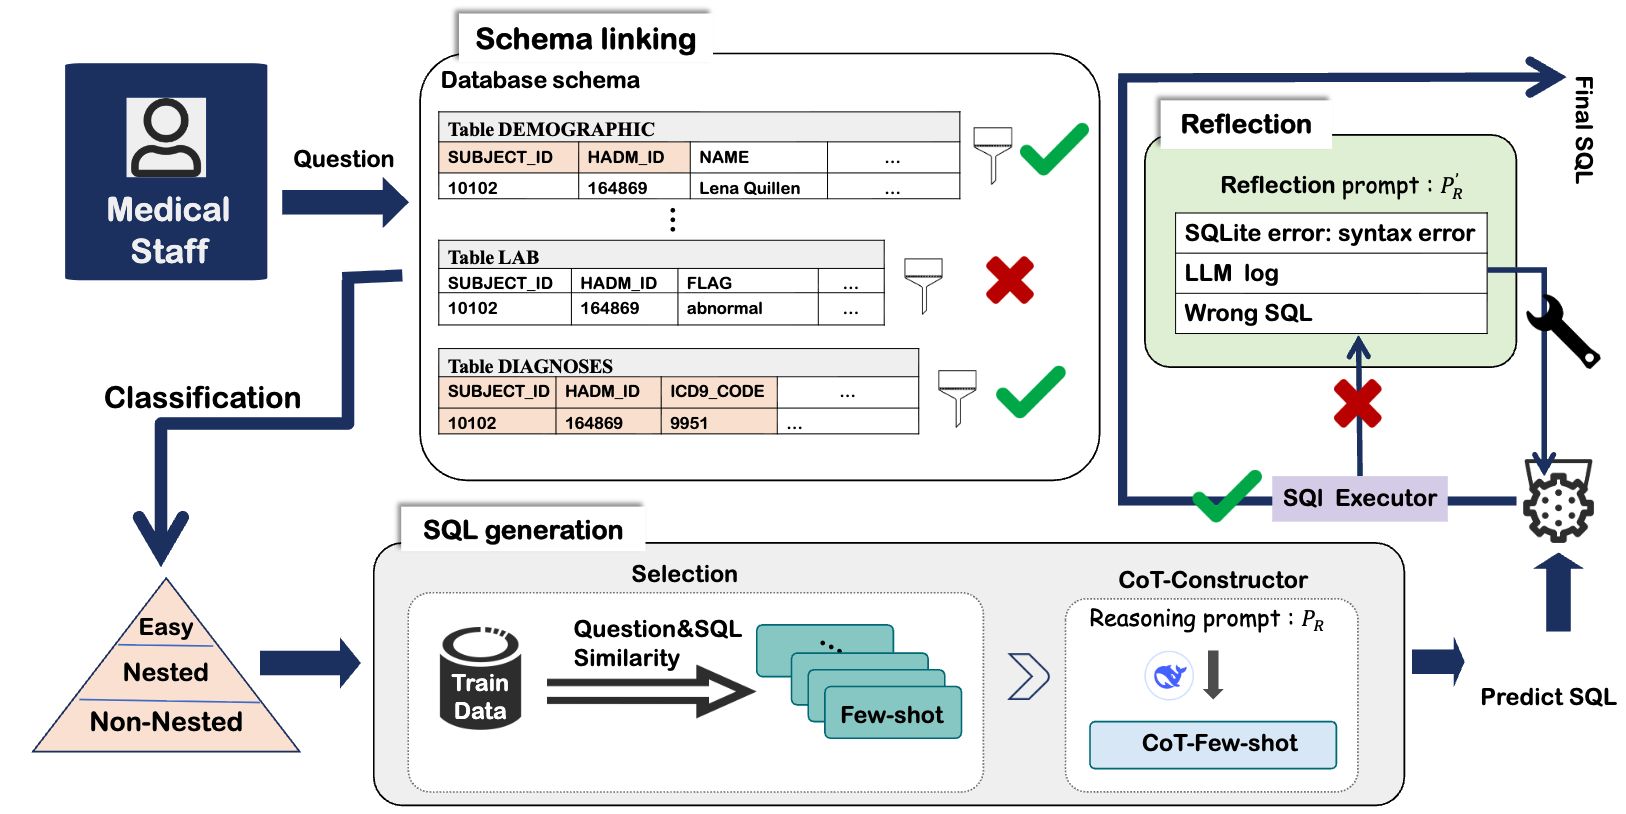 Schema linking
Database schema
Medical
Staff
Question
Table DEMOGRAPHIC
SUBJECT_ID HADM_ID NAME ...
10102 164869 Lena Quillen ...
Table LAB
SUBJECT_ID HADM_ID FLAG ...
10102 164869 abnormal ...
Table DIAGNOSES
SUBJECT_ID HADM_ID ICD9_CODE ...
10102 164869 9951 ...
Classification
Easy
Nested
Non-Nested
SQL generation
Selection
Train
Data
Question&SQL
Similarity
Few-shot
CoT-Constructor
Reasoning prompt : P_R
CoT-Few-shot
Predict SQL
SQl Executor
Reflection
Reflection prompt : P'_R
SQLite error: syntax error
LLM log
Wrong SQL
Final SQL